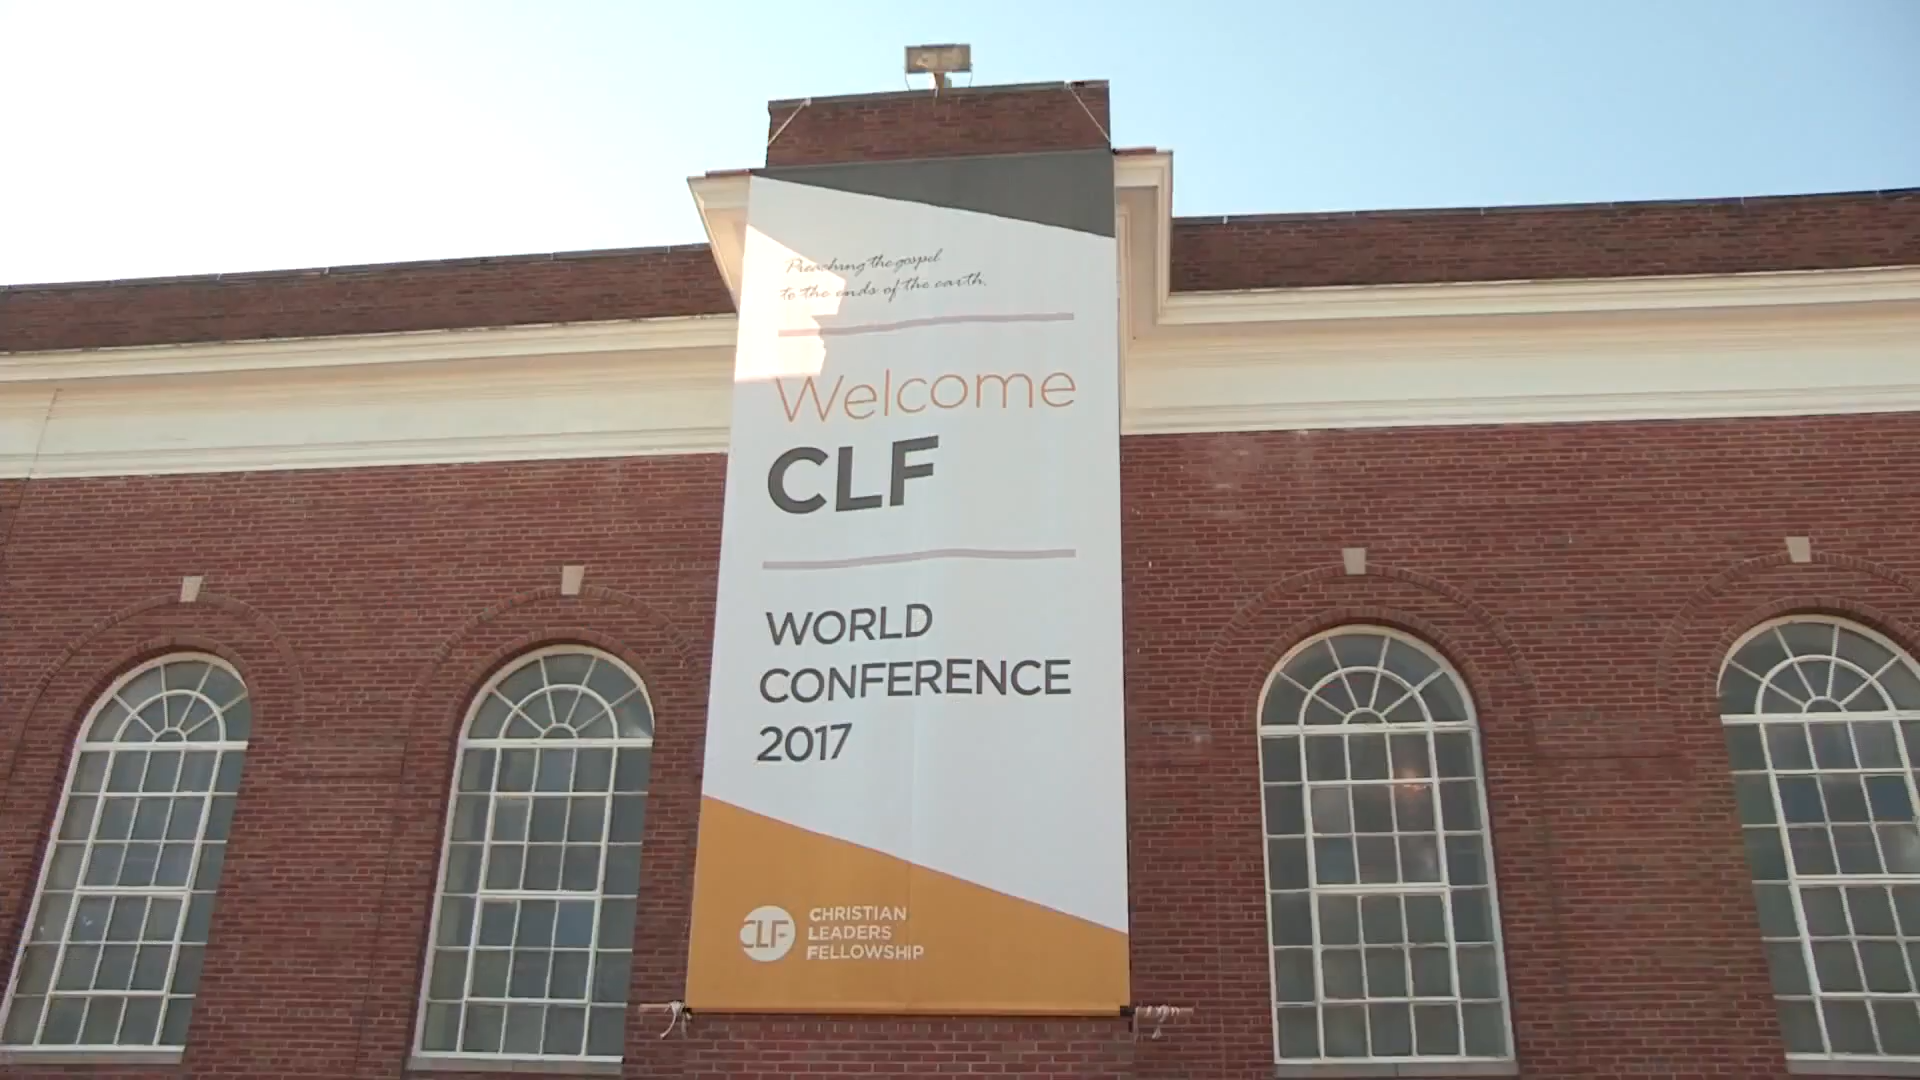 Preaching the gospel
to the ends of the earth.
Welcome
CLF
WORLD
CONFERENCE
2017
CLF
CHRISTIAN
LEADERS
FELLOWSHIP